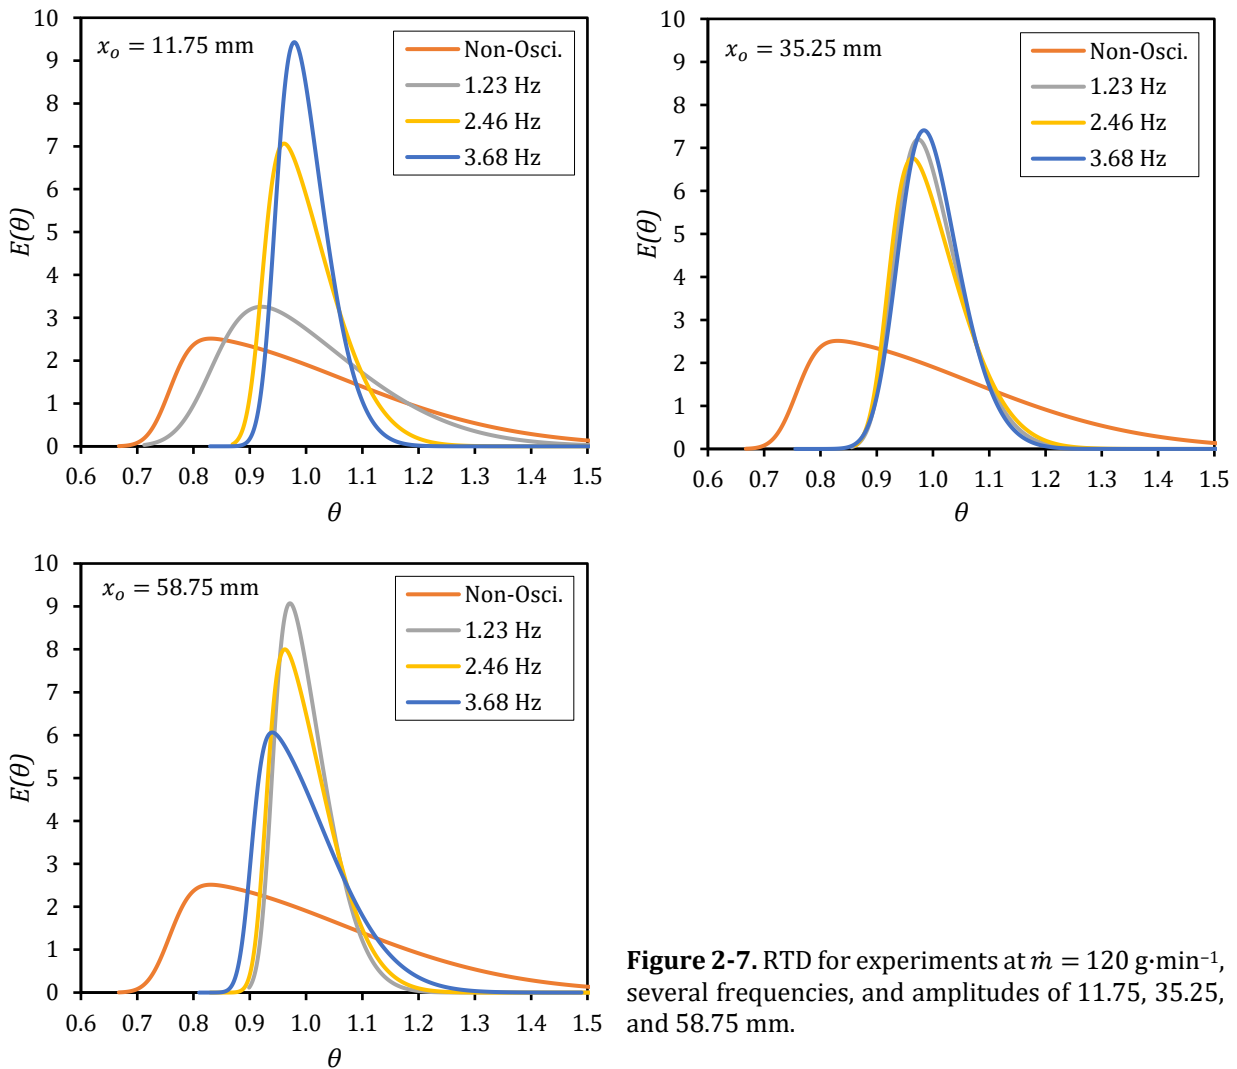 10
9
8
7
6
5
4
3
2
1
0
E(θ)
xₒ = 11.75 mm
Non-Osci.
1.23 Hz
2.46 Hz
3.68 Hz
0.6 0.7 0.8 0.9 1.0 1.1 1.2 1.3 1.4 1.5
θ
10
9
8
7
6
5
4
3
2
1
0
E(θ)
xₒ = 35.25 mm
Non-Osci.
1.23 Hz
2.46 Hz
3.68 Hz
0.6 0.7 0.8 0.9 1.0 1.1 1.2 1.3 1.4 1.5
θ
10
9
8
7
6
5
4
3
2
1
0
E(θ)
xₒ = 58.75 mm
Non-Osci.
1.23 Hz
2.46 Hz
3.68 Hz
0.6 0.7 0.8 0.9 1.0 1.1 1.2 1.3 1.4 1.5
θ
Figure 2-7. RTD for experiments at ṁ = 120 g·min⁻¹,
several frequencies, and amplitudes of 11.75, 35.25,
and 58.75 mm.